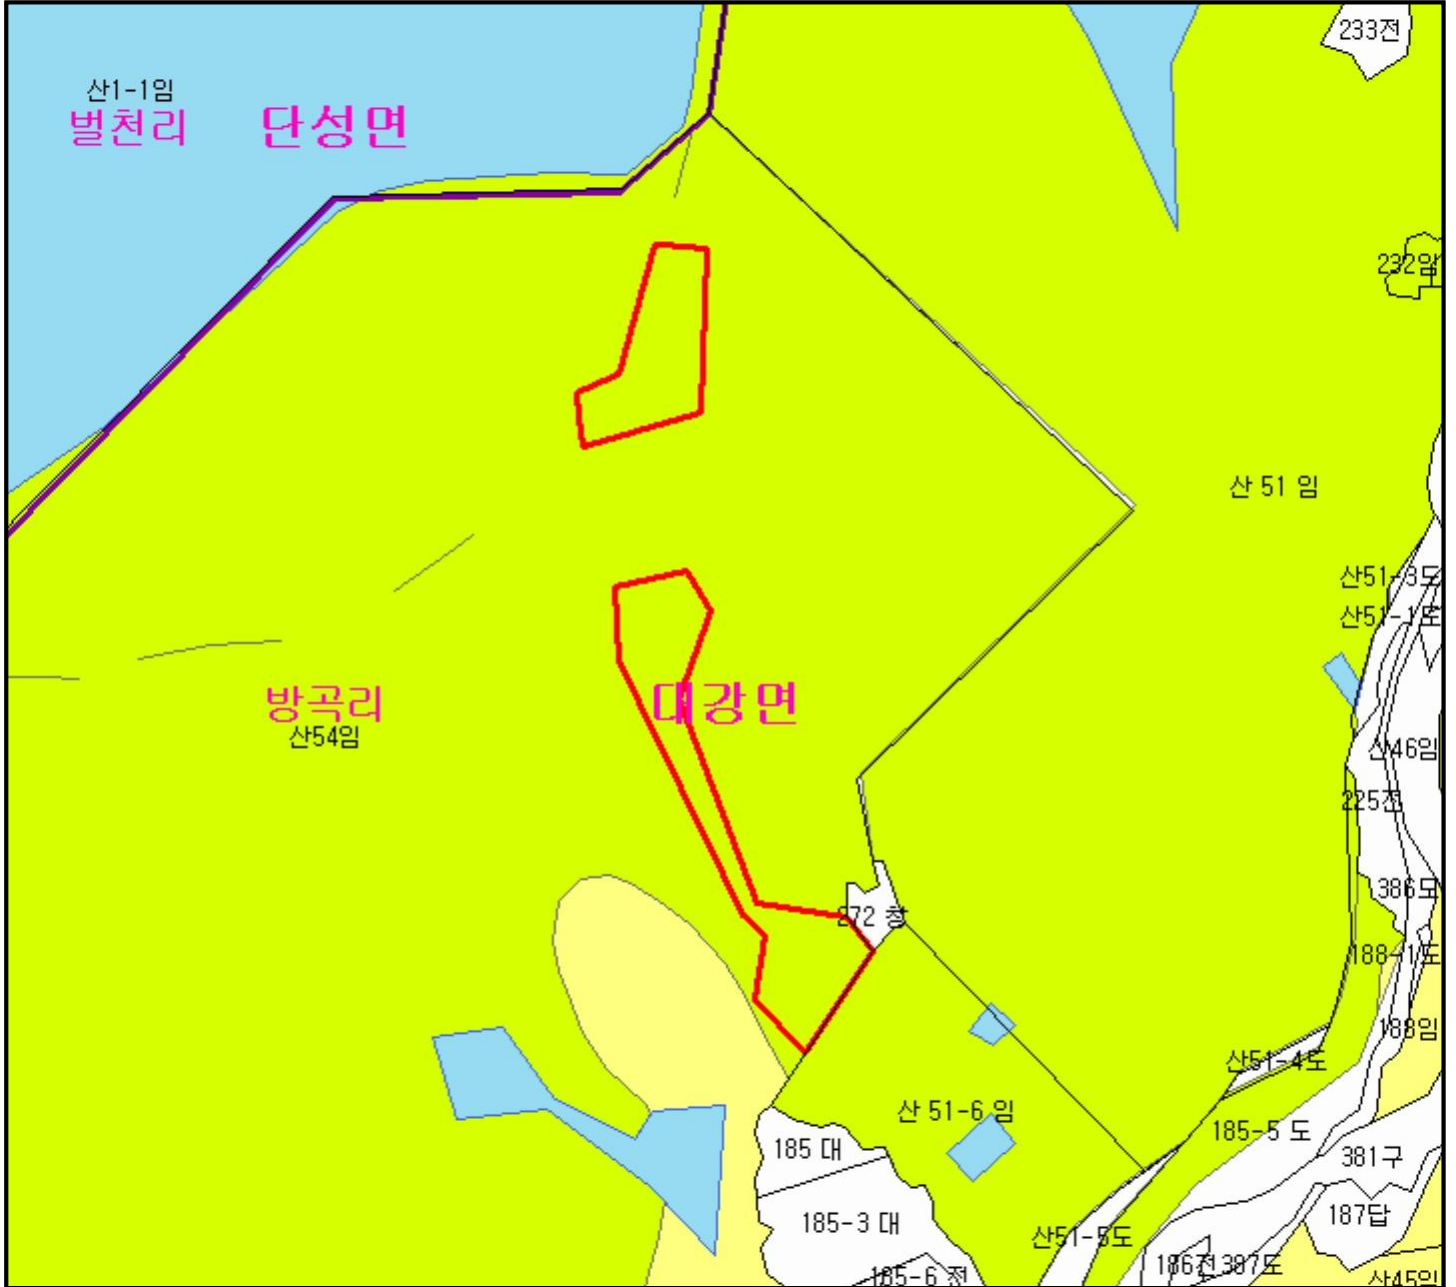 233전
산1-1임
벌천리 단성면
232임
산 51 임
산51-3도
산51-1도
방곡리 대강면
산54임
산46임
225전
386도
272 창
188-1도
188임
산51-4도
산 51-6 임
185-5 도
185 대
381구
185-3 대
187답
산51-5도
186전
387도
185-6 전
산45임